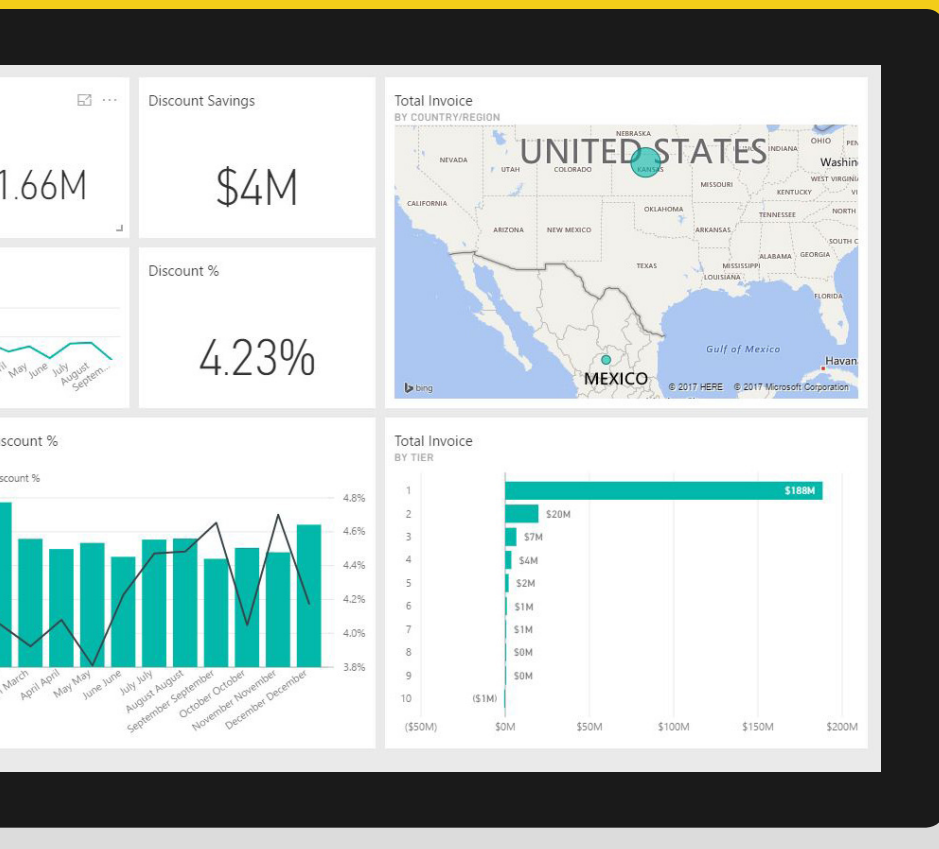 1.66M
Discount Savings
$4M
Total Invoice
BY COUNTRY/REGION
UNITED STATES
NEBRASKA
OHIO
INDIANA
NEVADA
UTAH
COLORADO
KANSAS
Washin
MISSOURI
WEST VIRGINI
KENTUCKY
CALIFORNIA
OKLAHOMA
TENNESSEE
NORTH
ARIZONA
NEW MEXICO
ARKANSAS
SOUTH C
TEXAS
MISSISSIPPI
ALABAMA
GEORGIA
LOUISIANA
FLORIDA
Gulf of Mexico
Havan
MEXICO
bing
© 2017 HERE © 2017 Microsoft Corporation
May
June
July
August
Septem...
Discount %
4.23%
scount %
scount %
4.8%
4.6%
4.4%
4.2%
4.0%
3.8%
March
April April
May May
June June
July July
August August
September September
October October
November November
December December
Total Invoice
BY TIER
1 $188M
2 $20M
3 $7M
4 $4M
5 $2M
6 $1M
7 $1M
8 $0M
9 $0M
10 ($1M)
($50M) $0M $50M $100M $150M $200M